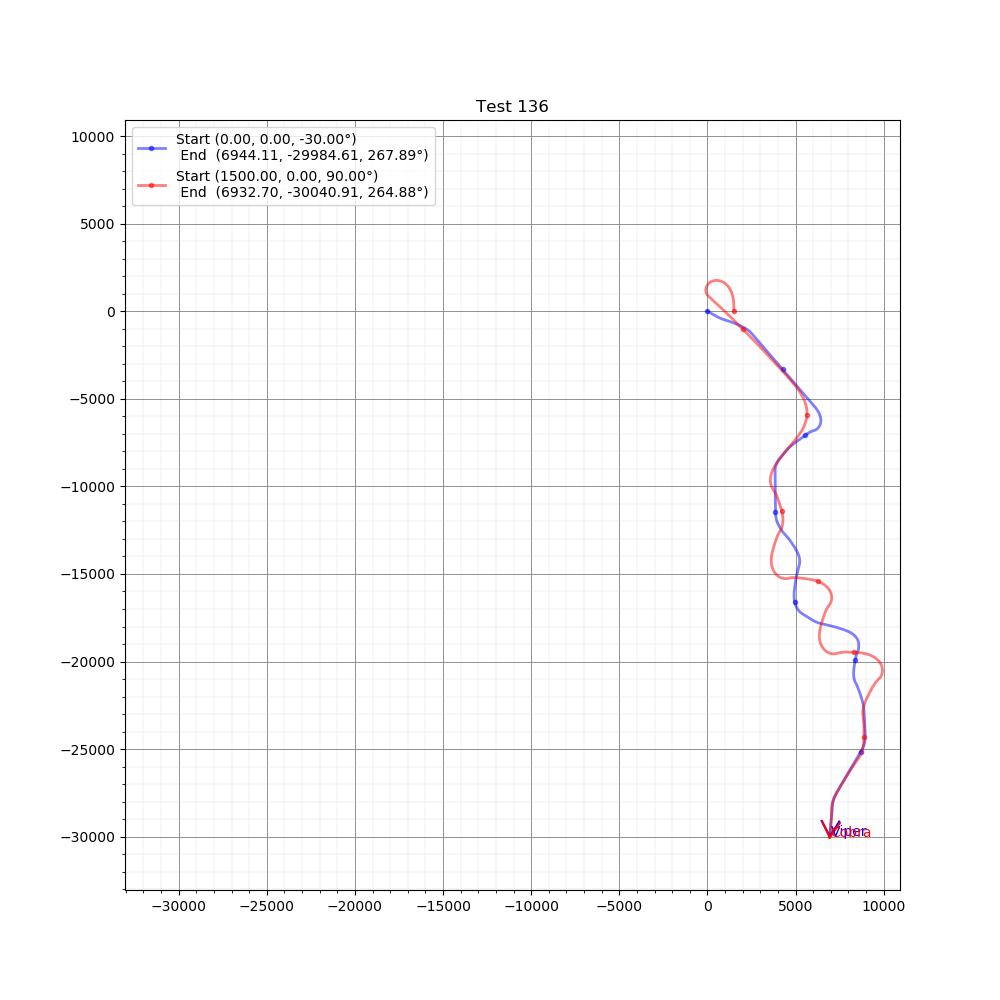 Test 136
Start (0.00, 0.00, -30.00°)
End  (6944.11, -29984.61, 267.89°)
Start (1500.00, 0.00, 90.00°)
End  (6932.70, -30040.91, 264.88°)
10000
5000
0
−5000
−10000
−15000
−20000
−25000
−30000
−30000 −25000 −20000 −15000 −10000 −5000 0 5000 10000